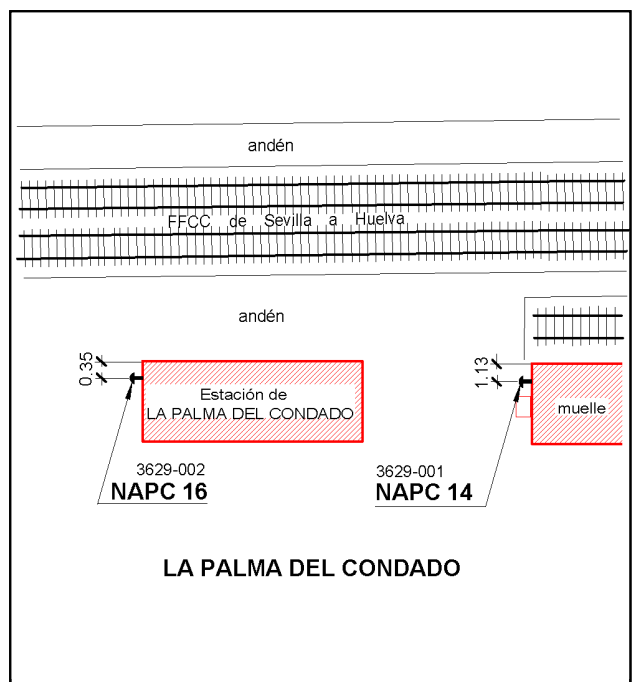 andén
FFCC de Sevilla a Huelva
andén
0.35
1.13
Estación de
LA PALMA DEL CONDADO
muelle
3629-002
NAPC 16
3629-001
NAPC 14
LA PALMA DEL CONDADO